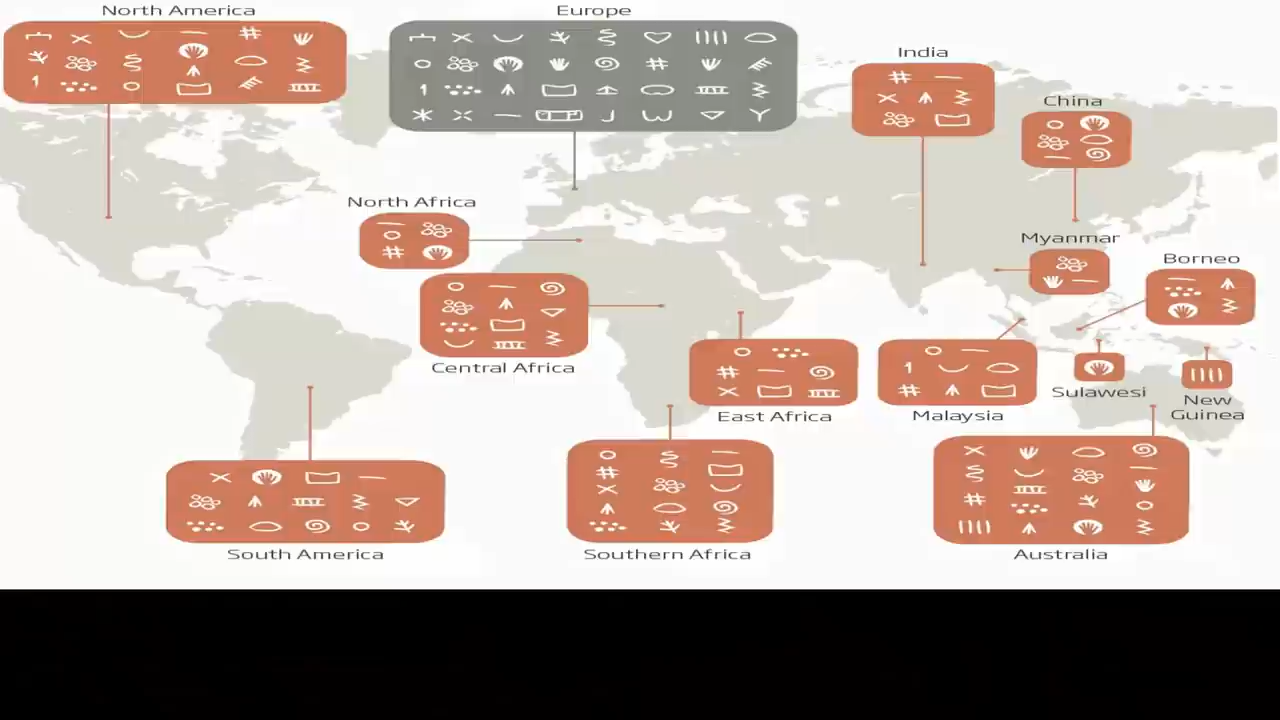 North America
Europe
India
China
North Africa
Myanmar
Borneo
Central Africa
East Africa
Malaysia
Sulawesi
New
Guinea
South America
Southern Africa
Australia